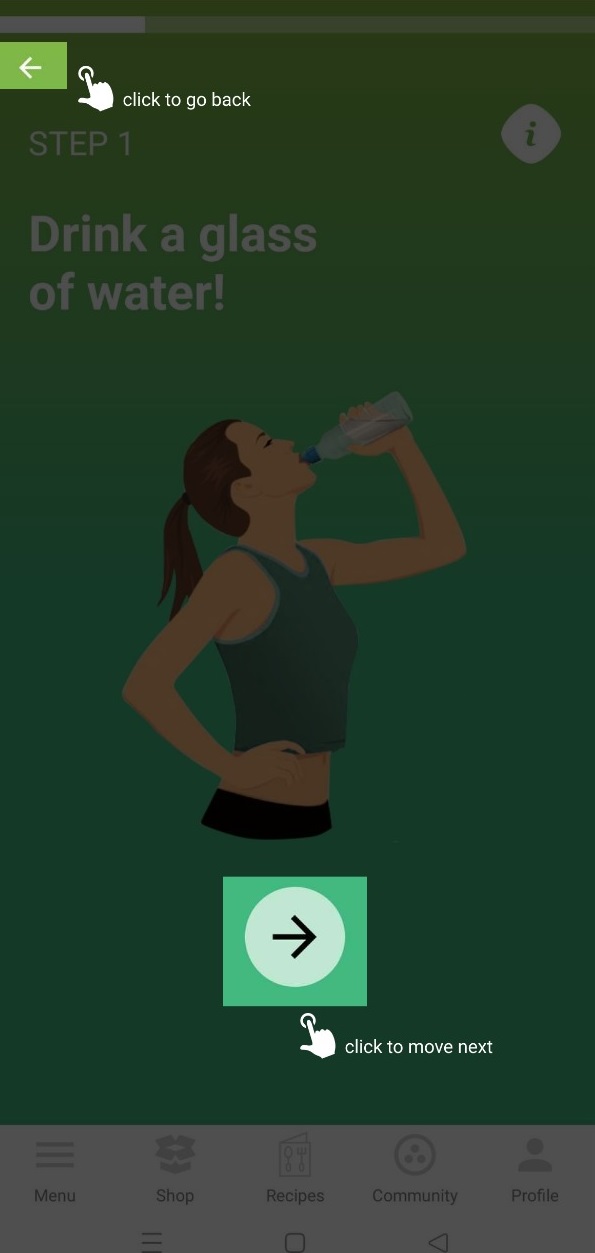 click to go back
STEP 1
i
Drink a glass
of water!
click to move next
Menu
Shop
Recipes
Community
Profile